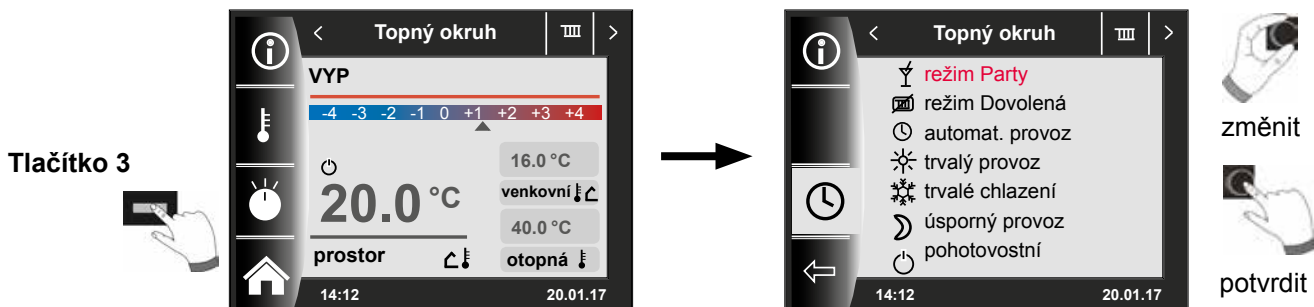 Tlačítko 3
Topný okruh
VYP
-4 -3 -2 -1 0 +1 +2 +3 +4
16.0 °C
venkovní
20.0 °C
40.0 °C
prostor
otopná
14:12 20.01.17
Topný okruh
režim Party
režim Dovolená
automat. provoz
trvalý provoz
trvalé chlazení
úsporný provoz
pohotovostní
14:12 20.01.17
změnit
potvrdit